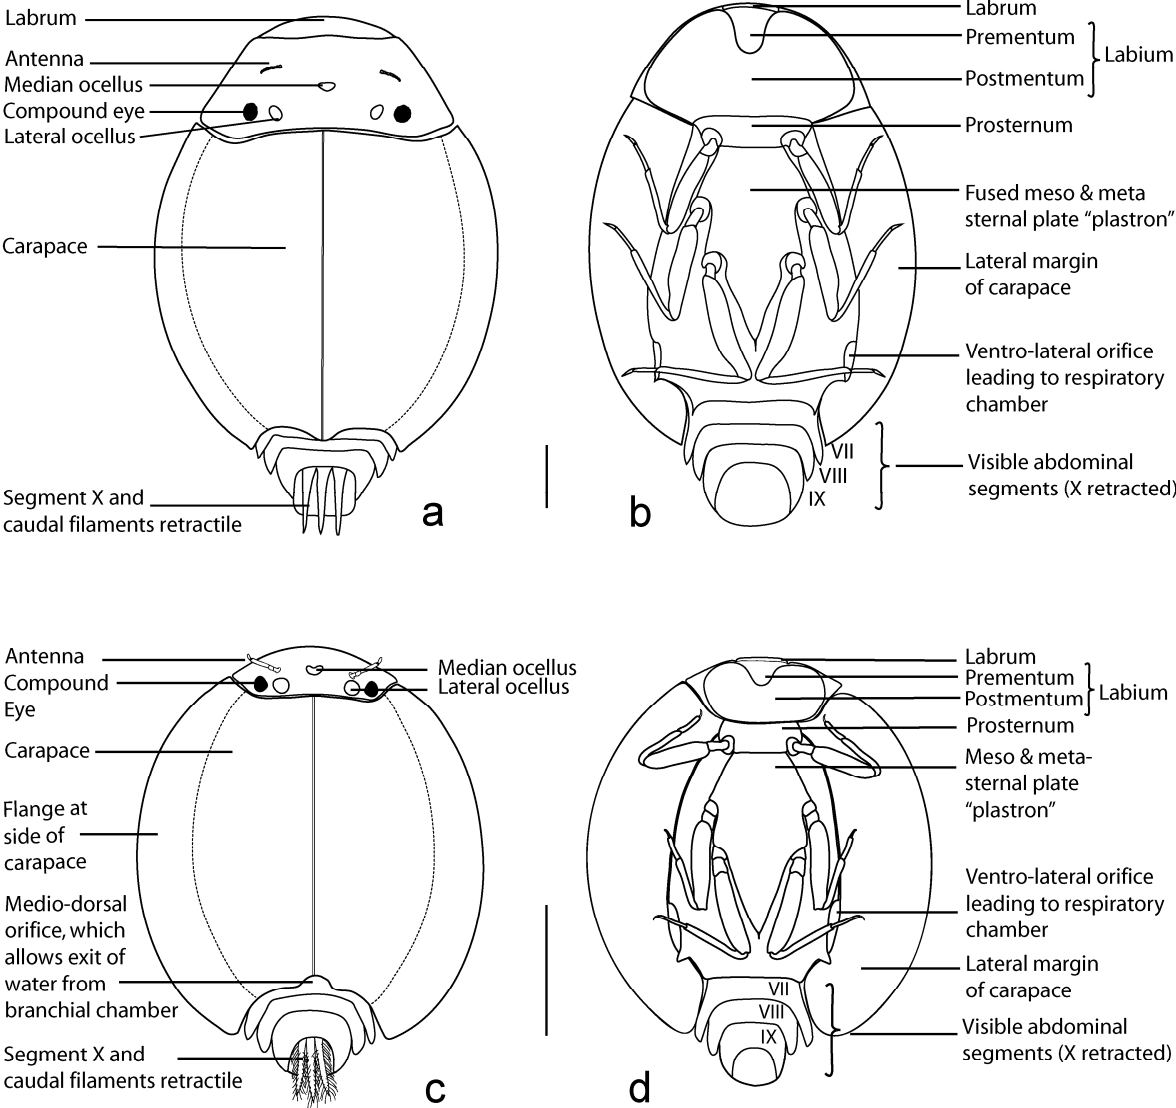 Labrum
Antenna
Median ocellus
Compound eye
Lateral ocellus
Carapace
Segment X and
caudal filaments retractile
a
Labrum
Prementum
Labium
Postmentum
Prosternum
Fused meso & meta
sternal plate “plastron”
Lateral margin
of carapace
Ventro-lateral orifice
leading to respiratory
chamber
VII
VIII
IX
Visible abdominal
segments (X retracted)
b
Antenna
Compound
Eye
Median ocellus
Lateral ocellus
Carapace
Flange at
side of
carapace
Medio-dorsal
orifice, which
allows exit of
water from
branchial chamber
Segment X and
caudal filaments retractile
c
Labrum
Prementum
Labium
Postmentum
Prosternum
Meso & meta-
sternal plate
“plastron”
Ventro-lateral orifice
leading to respiratory
chamber
Lateral margin
of carapace
VII
VIII
IX
Visible abdominal
segments (X retracted)
d